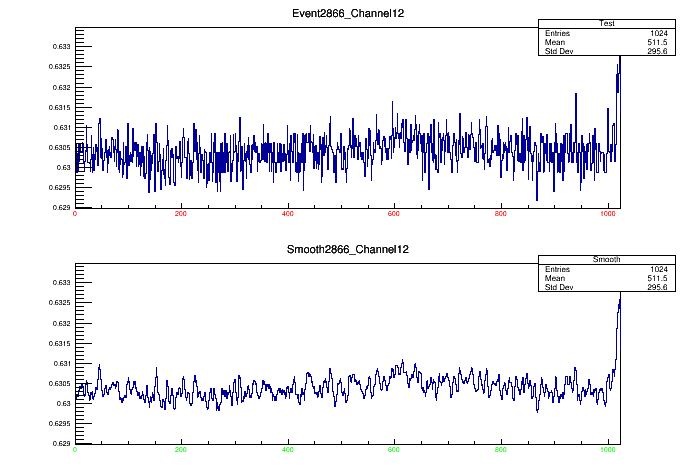 Event2866_Channel12
Test
Entries 1024
Mean 511.5
Std Dev 295.6
0.633
0.6325
0.632
0.6315
0.631
0.6305
0.63
0.6295
0.629
0 200 400 600 800 1000
Smooth2866_Channel12
Smooth
Entries 1024
Mean 511.5
Std Dev 295.6
0.633
0.6325
0.632
0.6315
0.631
0.6305
0.63
0.6295
0.629
0 200 400 600 800 1000